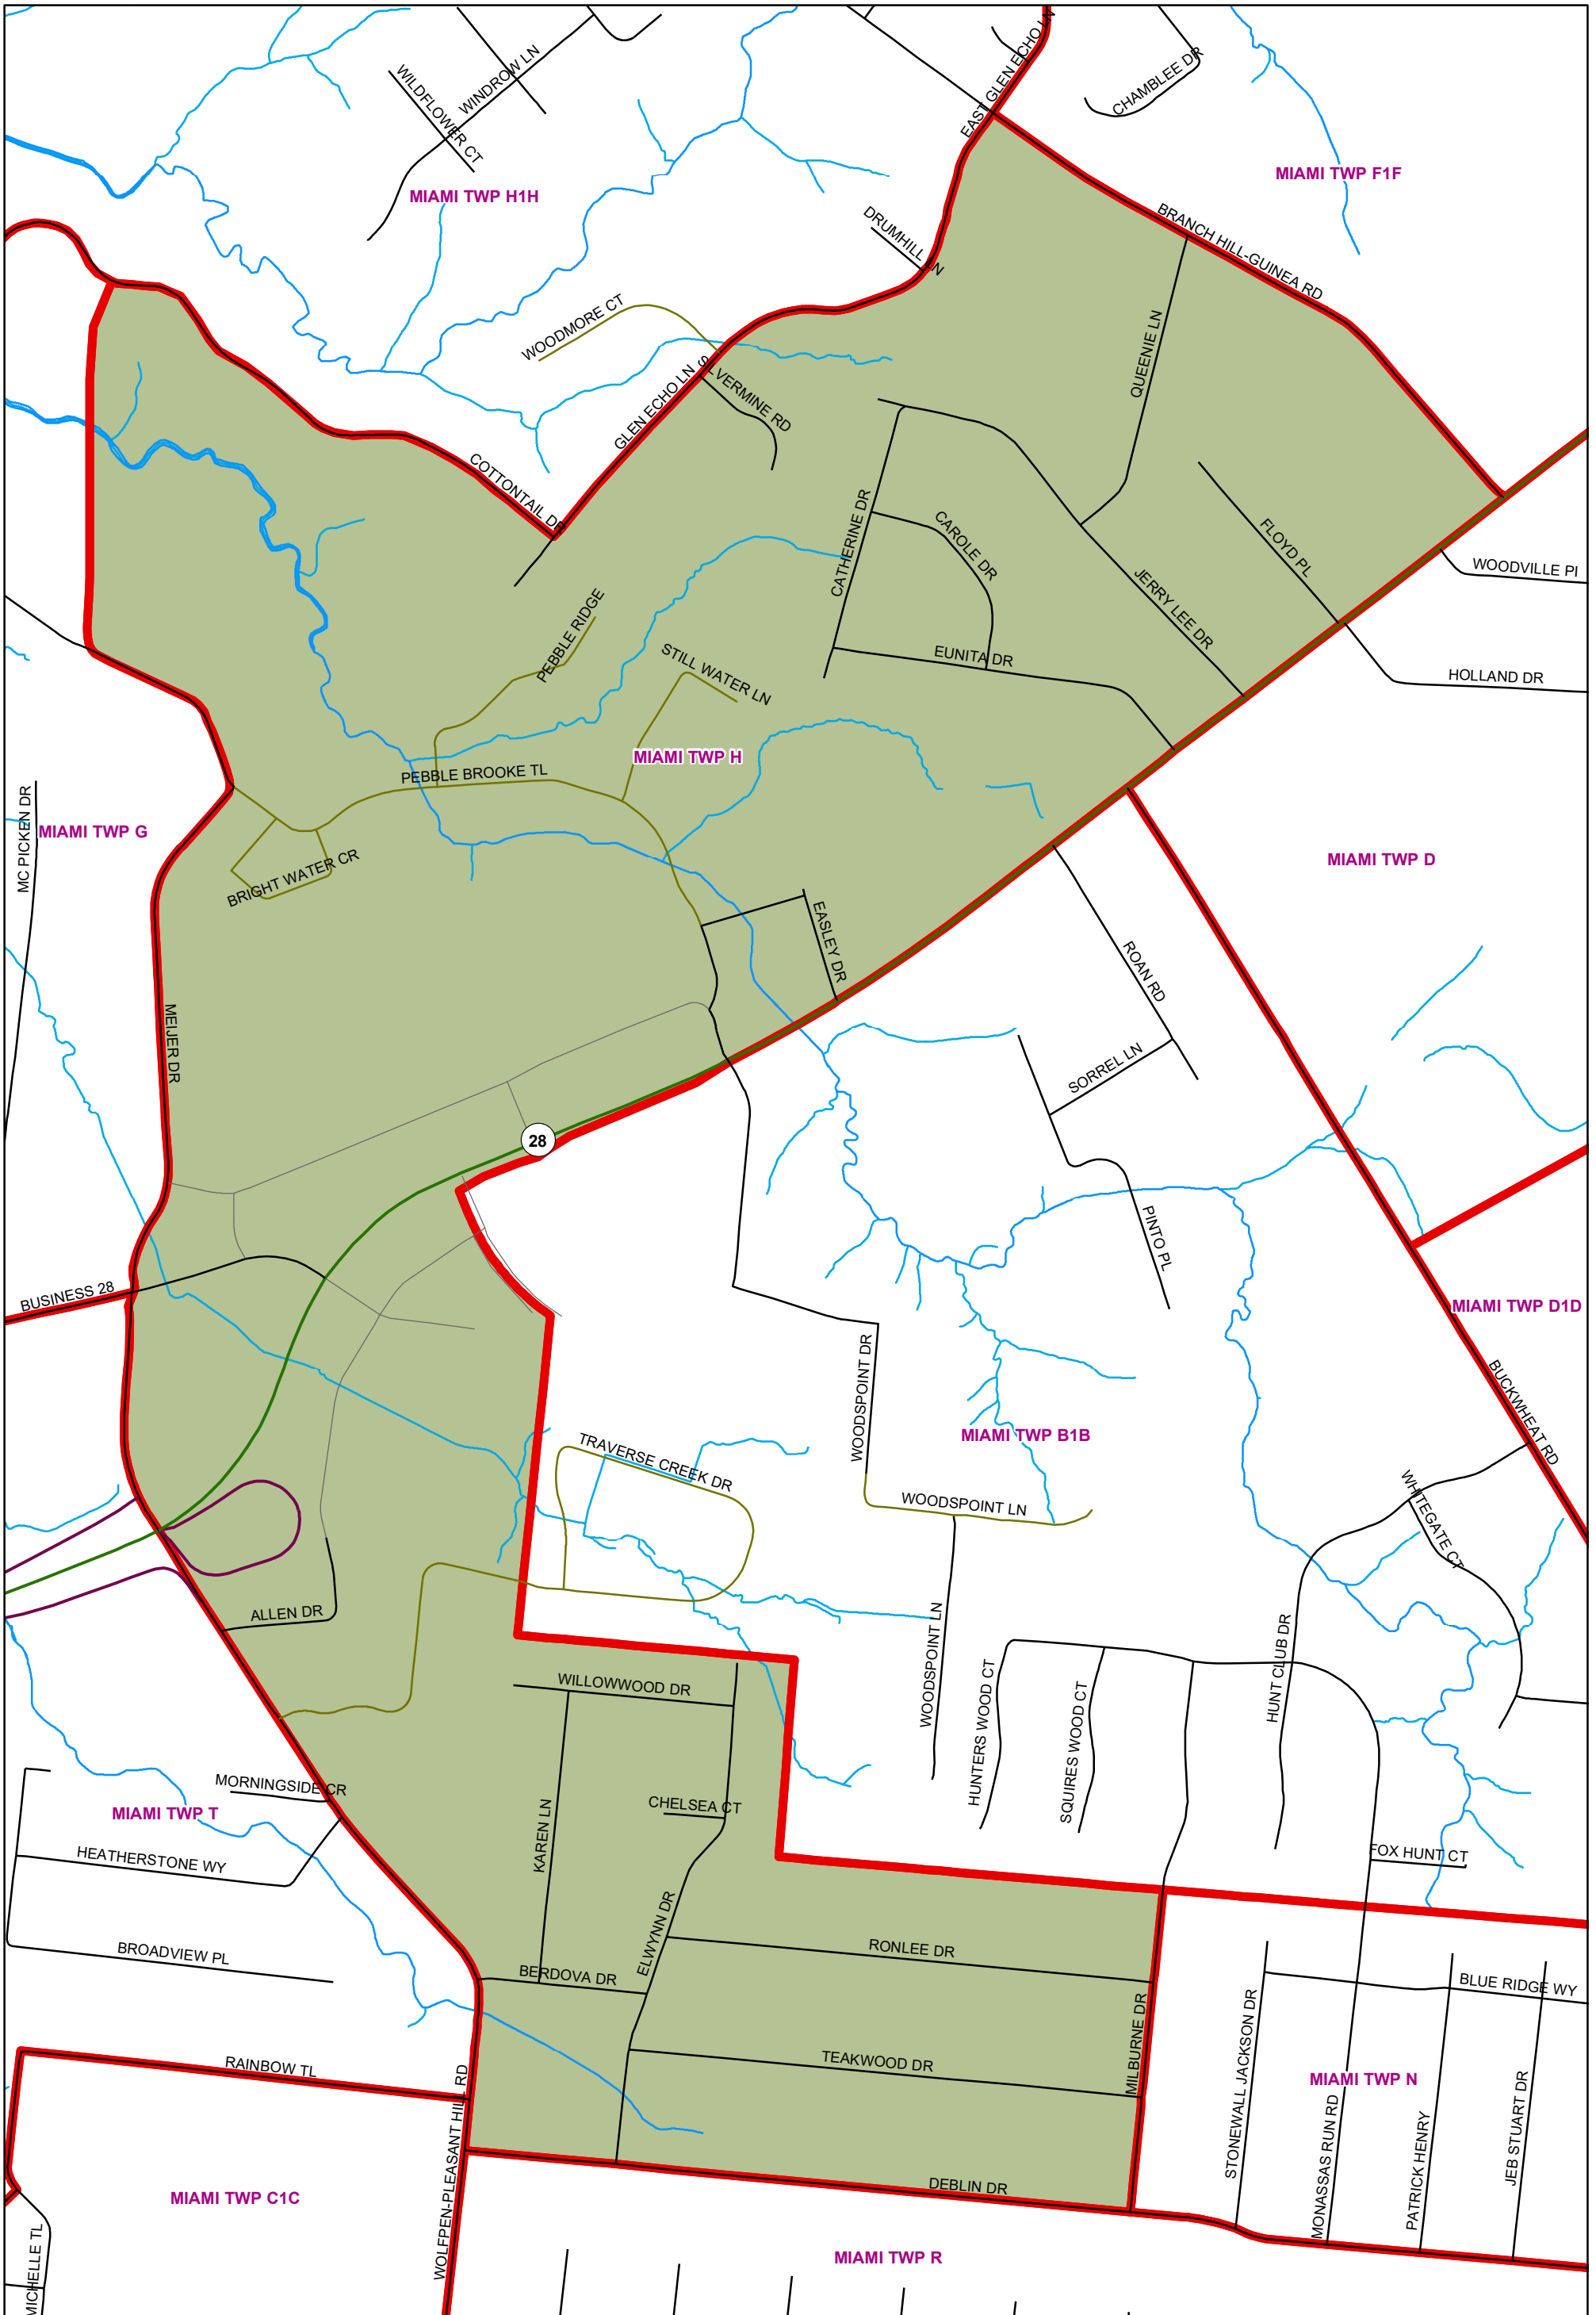 EAST GLEN ECHO LN
CHAMBLEE DR
WINDROW LN
WILDFLOWER CT
MIAMI TWP H1H
MIAMI TWP F1F
BRANCH HILL-GUINEA RD
DRUMHILL LN
WOODMORE CT
QUEENIE LN
GLEN ECHO LN
SILVERMINE RD
COTTONTAIL DR
CATHERINE DR
CAROLE DR
FLOYD PL
WOODVILLE PI
JERRY LEE DR
PEBBLE RIDGE
EUNITA DR
STILL WATER LN
HOLLAND DR
MIAMI TWP H
PEBBLE BROOKE TL
MC PICKEN DR
MIAMI TWP G
MIAMI TWP D
BRIGHT WATER CR
EASLEY DR
ROAN RD
MEIJER DR
SORREL LN
28
PINTO PL
BUSINESS 28
MIAMI TWP D1D
WOODSPOINT DR
BUCKWHEAT RD
MIAMI TWP B1B
TRAVERSE CREEK DR
WOODSPOINT LN
WHITEGATE CT
ALLEN DR
WOODSPOINT LN
HUNT CLUB DR
WILLOWWOOD DR
HUNTERS WOOD CT
SQUIRES WOOD CT
MORNINGSIDE CR
MIAMI TWP T
CHELSEA CT
KAREN LN
HEATHERSTONE WY
FOX HUNT CT
ELWYNN DR
RONLEE DR
BROADVIEW PL
BERDOVA DR
BLUE RIDGE WY
MILBURNE DR
STONEWALL JACKSON DR
RAINBOW TL
TEAKWOOD DR
MIAMI TWP N
MONASSAS RUN RD
PATRICK HENRY
JEB STUART DR
WOLFPEN-PLEASANT HILL RD
DEBLIN DR
MIAMI TWP C1C
MICHELLE TL
MIAMI TWP R